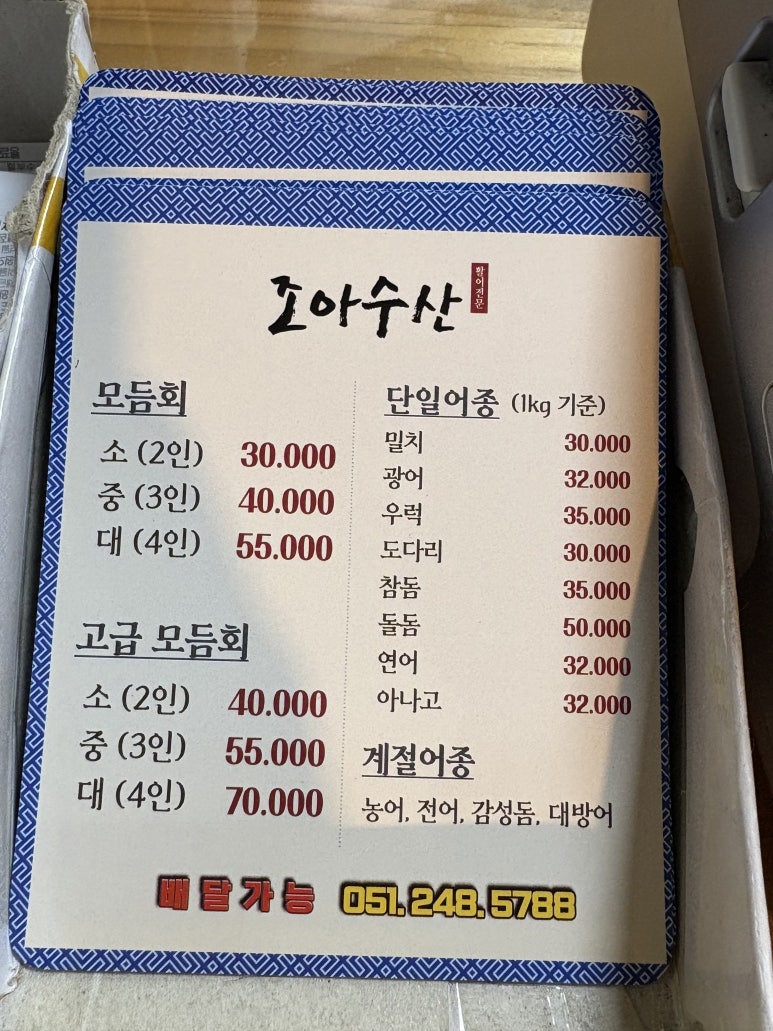 조아수산
활어전문
모듬회
소 (2인) 30.000
중 (3인) 40.000
대 (4인) 55.000
고급 모듬회
소 (2인) 40.000
중 (3인) 55.000
대 (4인) 70.000
단일어종 (1kg 기준)
밀치 30.000
광어 32.000
우럭 35.000
도다리 30.000
참돔 35.000
돌돔 50.000
연어 32.000
아나고 32.000
계절어종
농어, 전어, 감성돔, 대방어
배달가능 051.248.5788